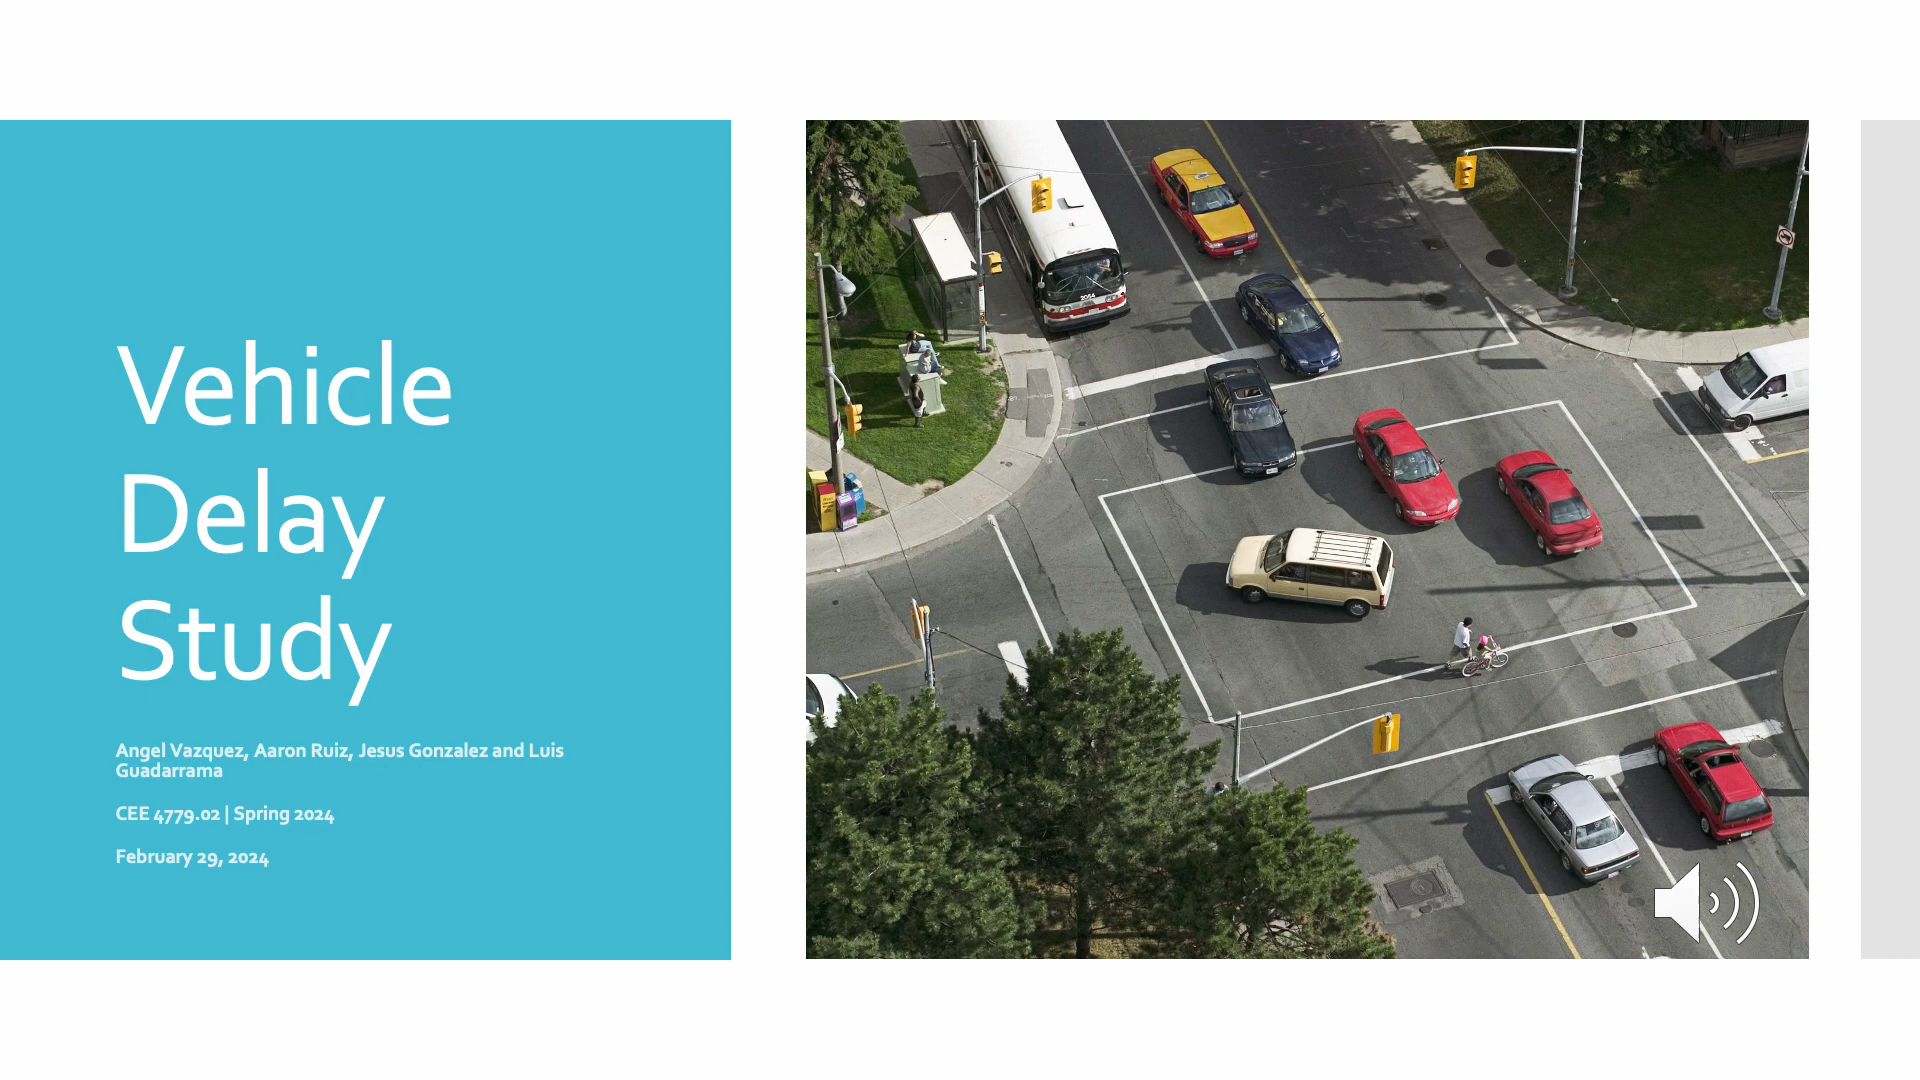 Vehicle
Delay
Study
Angel Vazquez, Aaron Ruiz, Jesus Gonzalez and Luis
Guadarrama
CEE 4779.02 | Spring 2024
February 29, 2024
2054